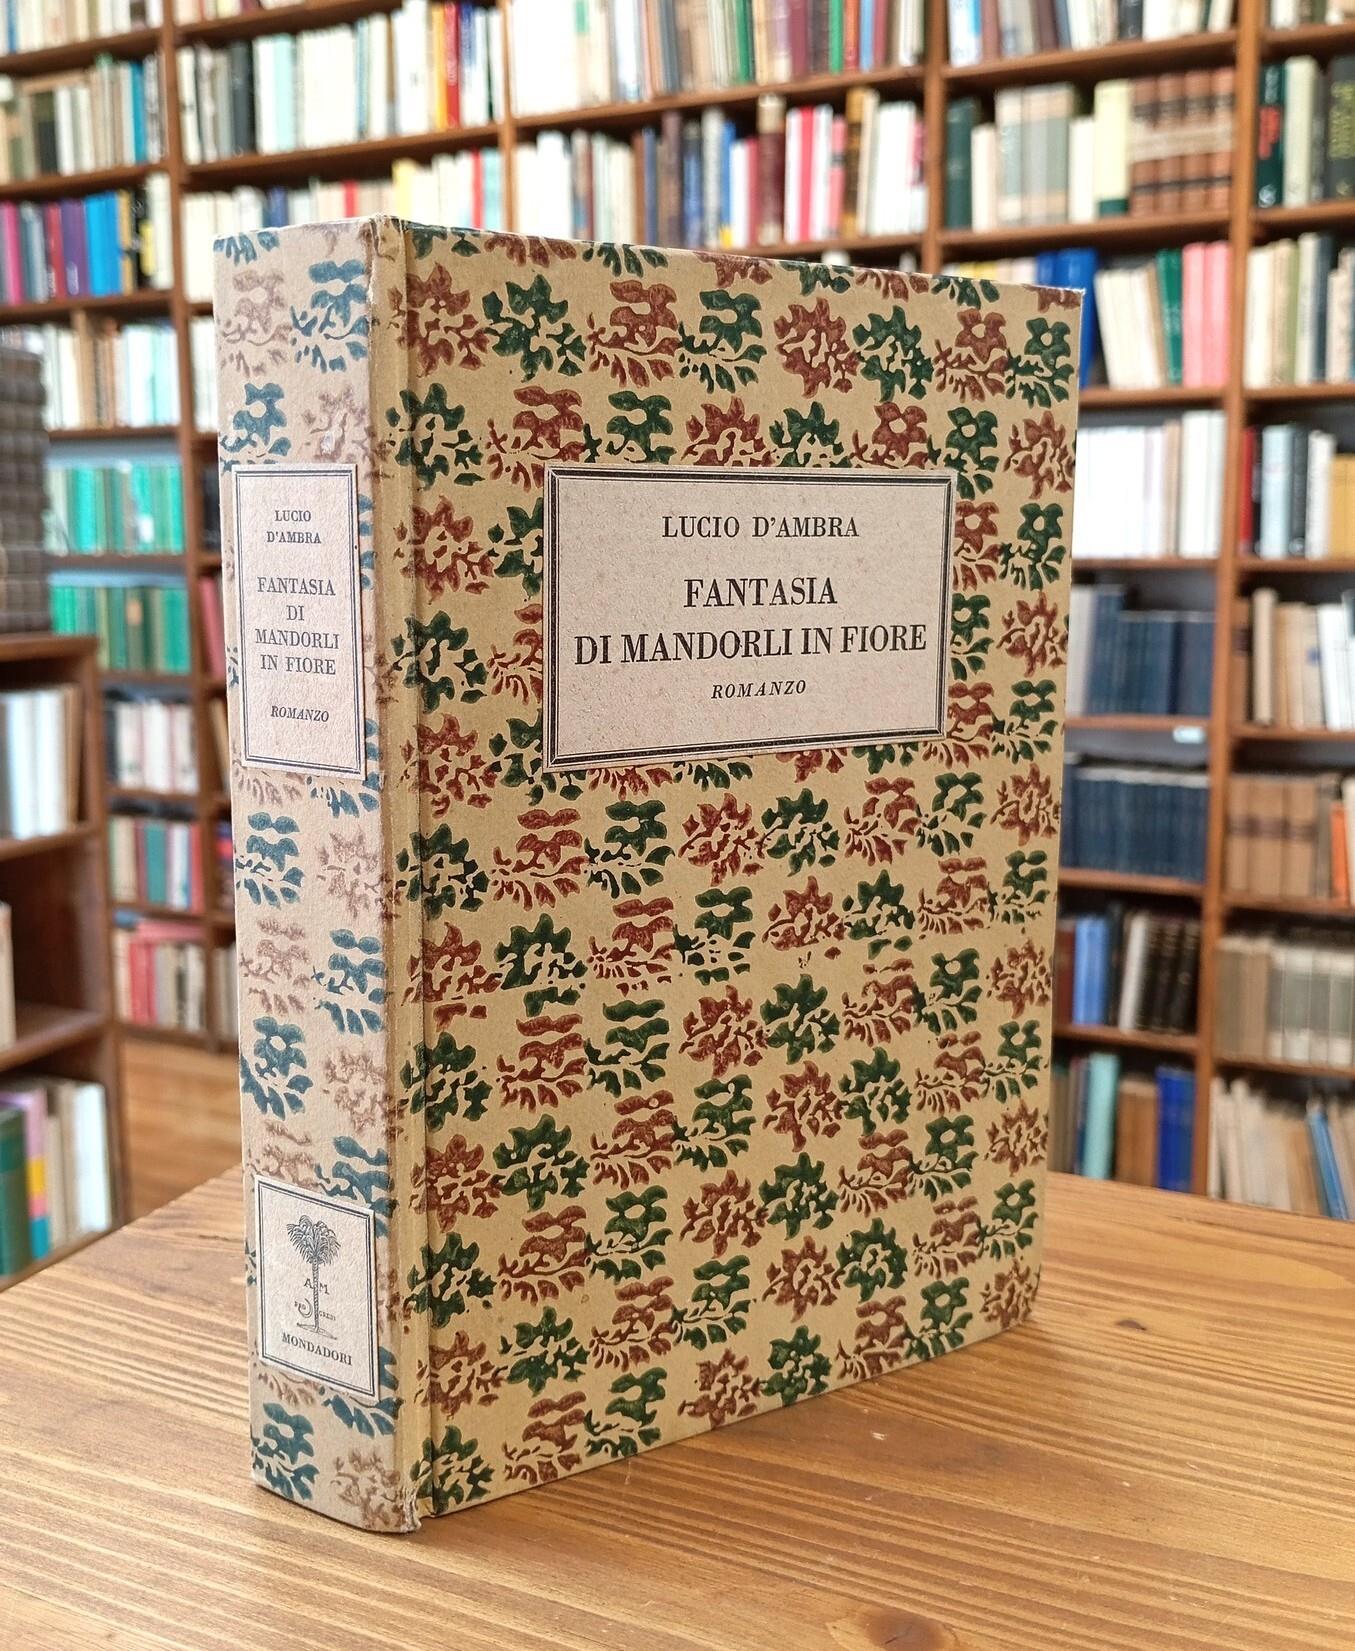 LUCIO
D'AMBRA
FANTASIA
DI
MANDORLI
IN FIORE
ROMANZO
A M
MONDADORI
LUCIO D'AMBRA
FANTASIA
DI MANDORLI IN FIORE
ROMANZO